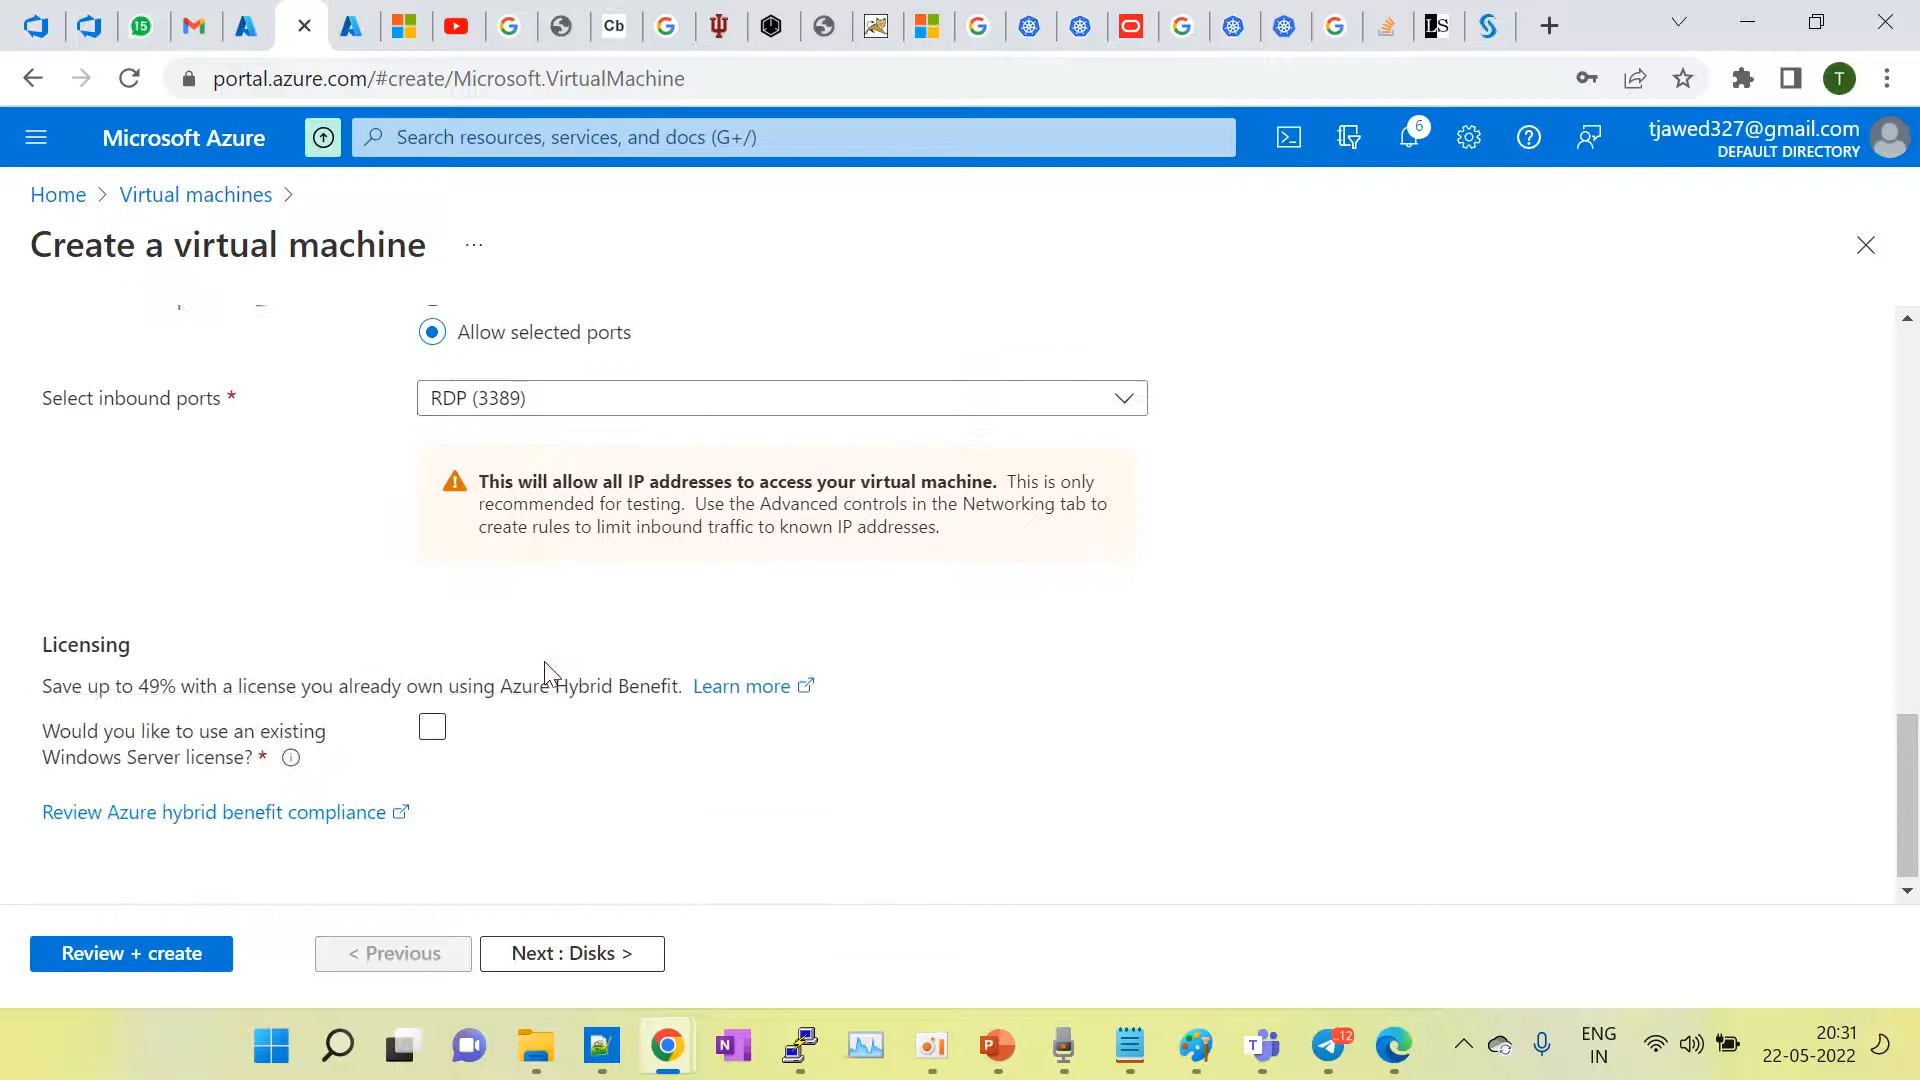 15
Cb
LS
portal.azure.com/#create/Microsoft.VirtualMachine
T
Microsoft Azure
Search resources, services, and docs (G+/)
6
tjawed327@gmail.com
DEFAULT DIRECTORY
Home > Virtual machines >
Create a virtual machine ...
Allow selected ports
Select inbound ports *
RDP (3389)
This will allow all IP addresses to access your virtual machine. This is only
recommended for testing. Use the Advanced controls in the Networking tab to
create rules to limit inbound traffic to known IP addresses.
Licensing
Save up to 49% with a license you already own using Azure Hybrid Benefit. Learn more
Would you like to use an existing
Windows Server license? *
Review Azure hybrid benefit compliance
Review + create
< Previous
Next : Disks >
N
P
T
12
ENG
IN
20:31
22-05-2022